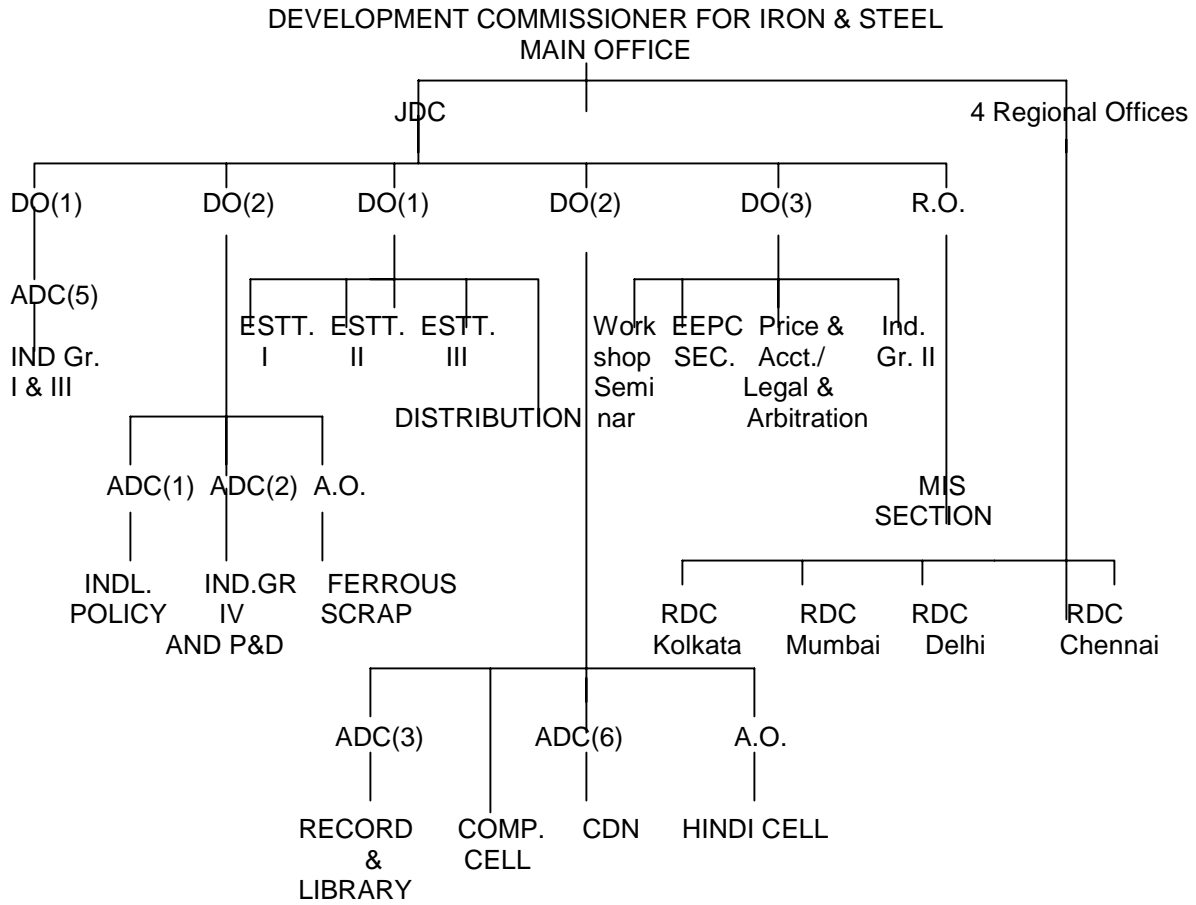 DEVELOPMENT COMMISSIONER FOR IRON & STEEL
MAIN OFFICE
JDC
4 Regional Offices
DO(1)
DO(2)
DO(1)
DO(2)
DO(3)
R.O.
ADC(5)
IND Gr.
I & III
ESTT.
I
ESTT.
II
ESTT.
III
DISTRIBUTION
Work
shop
Semi
nar
EEPC
SEC.
Price &
Acct./
Legal &
Arbitration
Ind.
Gr. II
ADC(1)
ADC(2)
A.O.
MIS
SECTION
INDL.
POLICY
IND.GR
IV
AND P&D
FERROUS
SCRAP
RDC
Kolkata
RDC
Mumbai
RDC
Delhi
RDC
Chennai
ADC(3)
ADC(6)
A.O.
RECORD
&
LIBRARY
COMP.
CELL
CDN
HINDI CELL